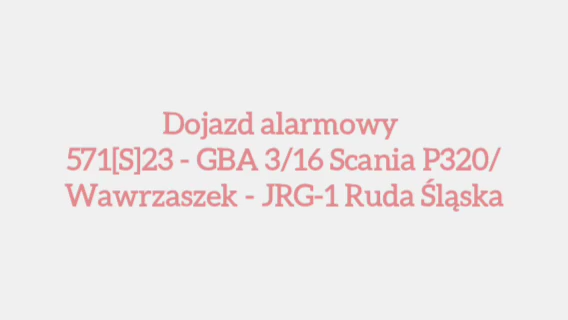 Dojazd alarmowy
571[S]23 - GBA 3/16 Scania P320/
Wawrzaszek - JRG-1 Ruda Śląska